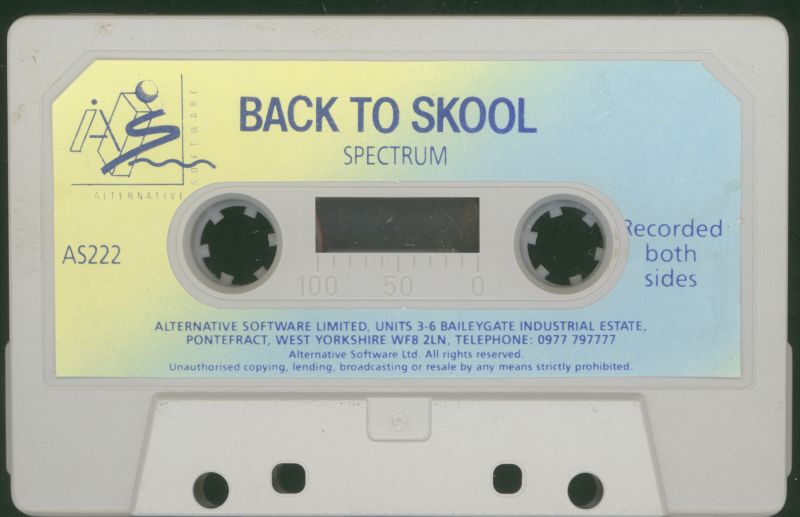 BACK TO SKOOL
SPECTRUM
iAS
ALTERNATIVE
SOFTWARE
AS222
Recorded
both
sides
100 50 0
ALTERNATIVE SOFTWARE LIMITED, UNITS 3-6 BAILEYGATE INDUSTRIAL ESTATE,
PONTEFRACT, WEST YORKSHIRE WF8 2LN, TELEPHONE: 0977 797777
Alternative Software Ltd. All rights reserved.
Unauthorised copying, lending, broadcasting or resale by any means strictly prohibited.